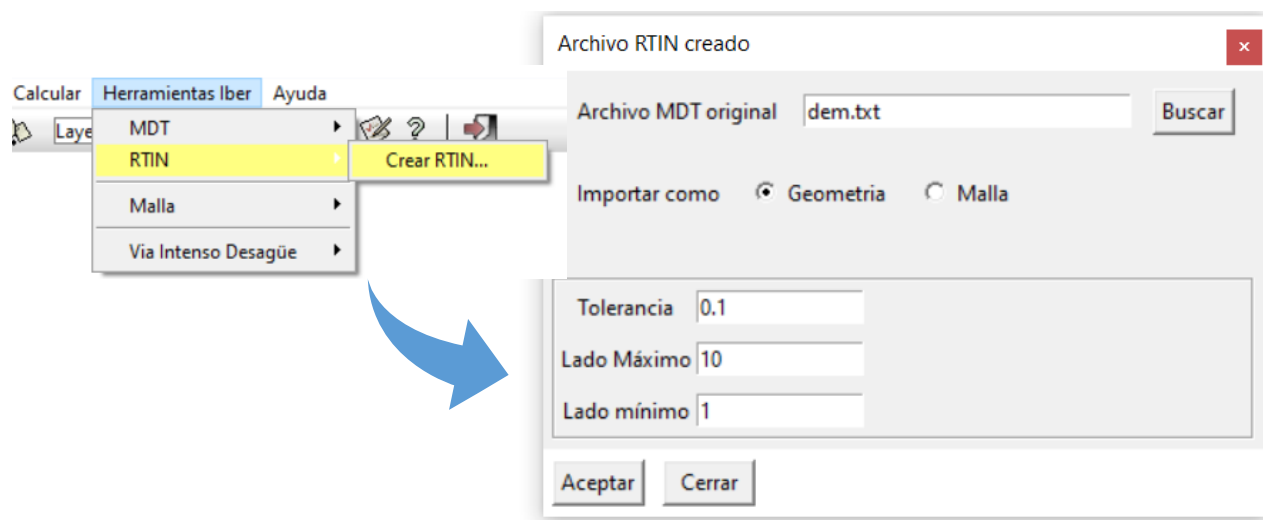 Calcular Herramientas Iber Ayuda
Laye
MDT
RTIN
Crear RTIN...
Malla
Via Intenso Desagüe
Archivo RTIN creado
Archivo MDT original dem.txt Buscar
Importar como Geometria Malla
Tolerancia 0.1
Lado Máximo 10
Lado mínimo 1
Aceptar Cerrar